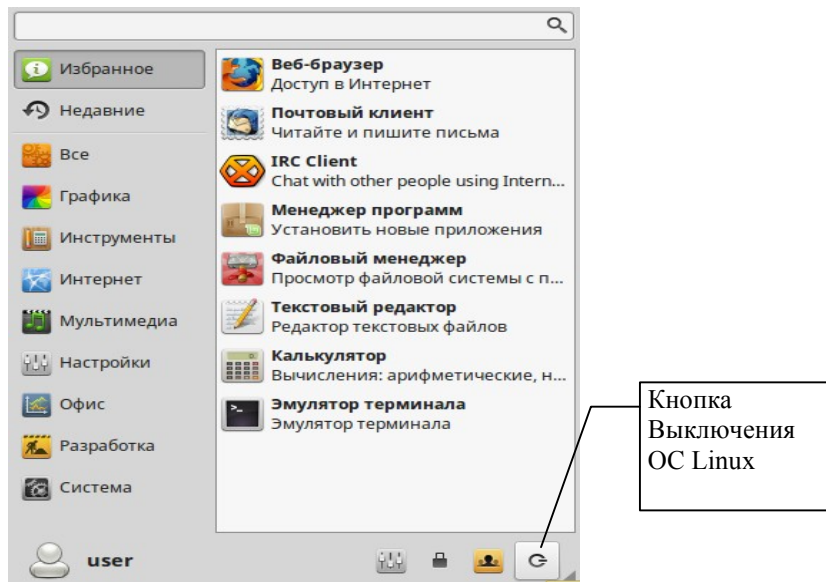 Избранное
Недавние
Все
Графика
Инструменты
Интернет
Мультимедиа
Настройки
Офис
Разработка
Система
Веб-браузер
Доступ в Интернет
Почтовый клиент
Читайте и пишите письма
IRC Client
Chat with other people using Intern...
Менеджер программ
Установить новые приложения
Файловый менеджер
Просмотр файловой системы с п...
Текстовый редактор
Редактор текстовых файлов
Калькулятор
Вычисления: арифметические, н...
Эмулятор терминала
Эмулятор терминала
user
Кнопка
Выключения
ОС Linux